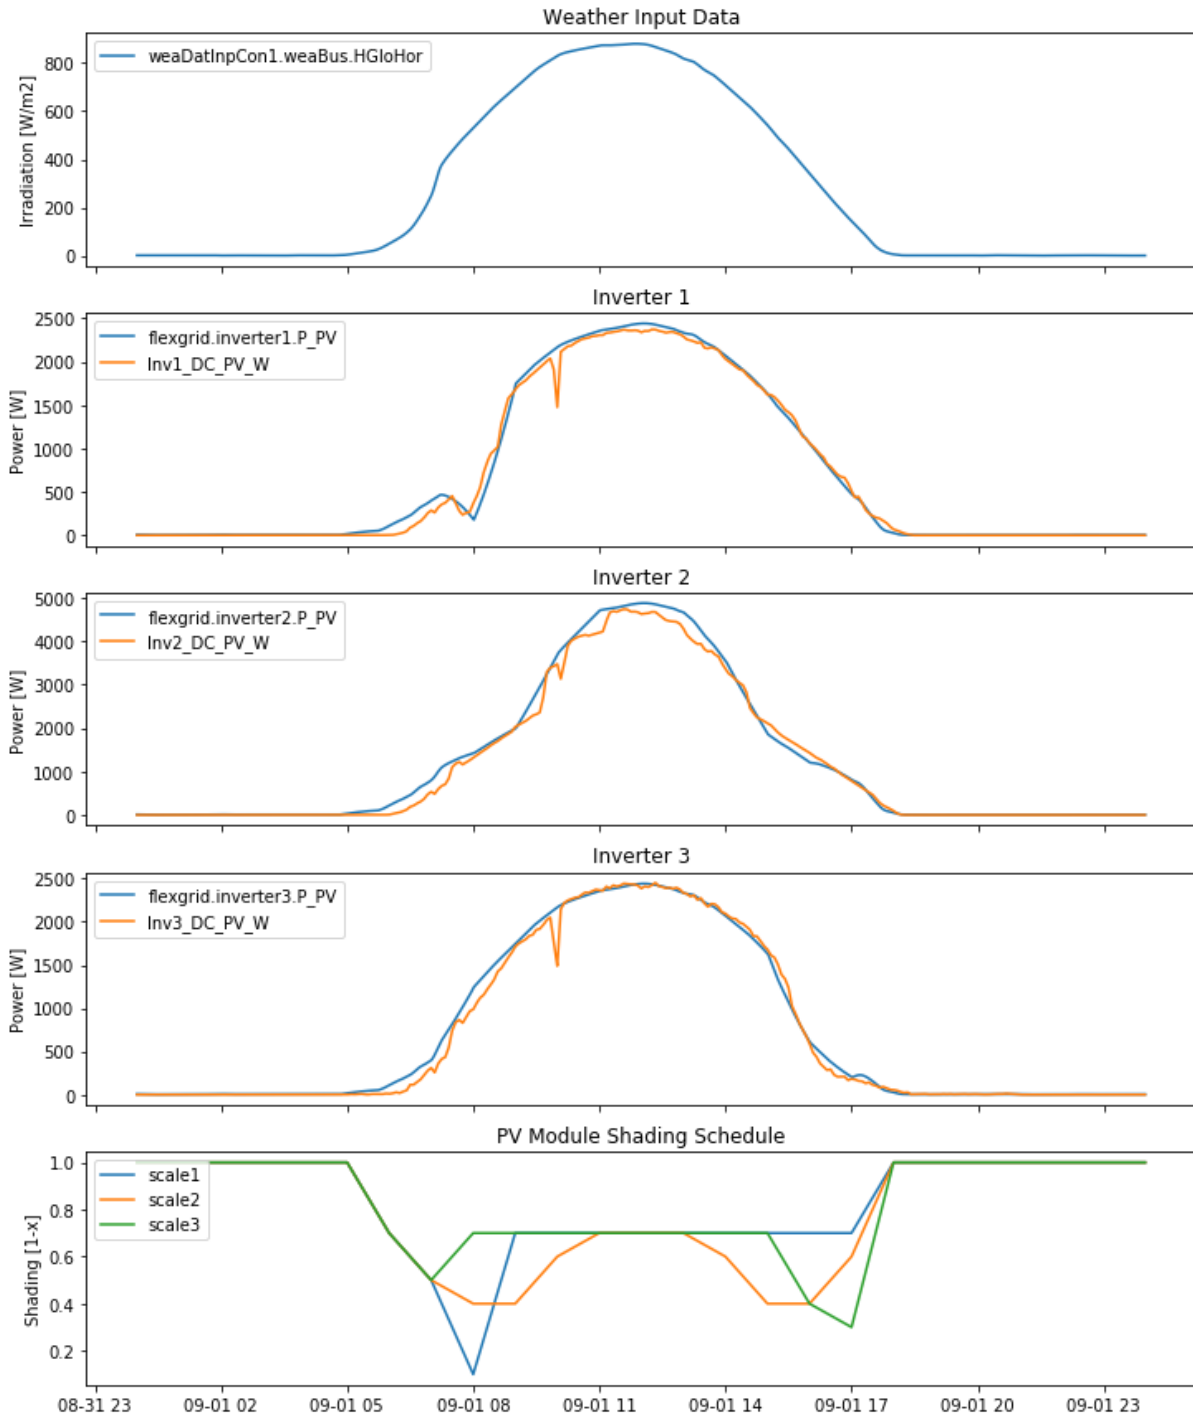 Weather Input Data
weaDatInpCon1.weaBus.HGloHor
Irradiation [W/m2]
800
600
400
200
0
Inverter 1
flexgrid.inverter1.P_PV
Inv1_DC_PV_W
Power [W]
2500
2000
1500
1000
500
0
Inverter 2
flexgrid.inverter2.P_PV
Inv2_DC_PV_W
Power [W]
5000
4000
3000
2000
1000
0
Inverter 3
flexgrid.inverter3.P_PV
Inv3_DC_PV_W
Power [W]
2500
2000
1500
1000
500
0
PV Module Shading Schedule
scale1
scale2
scale3
Shading [1-x]
1.0
0.8
0.6
0.4
0.2
08-31 23 09-01 02 09-01 05 09-01 08 09-01 11 09-01 14 09-01 17 09-01 20 09-01 23